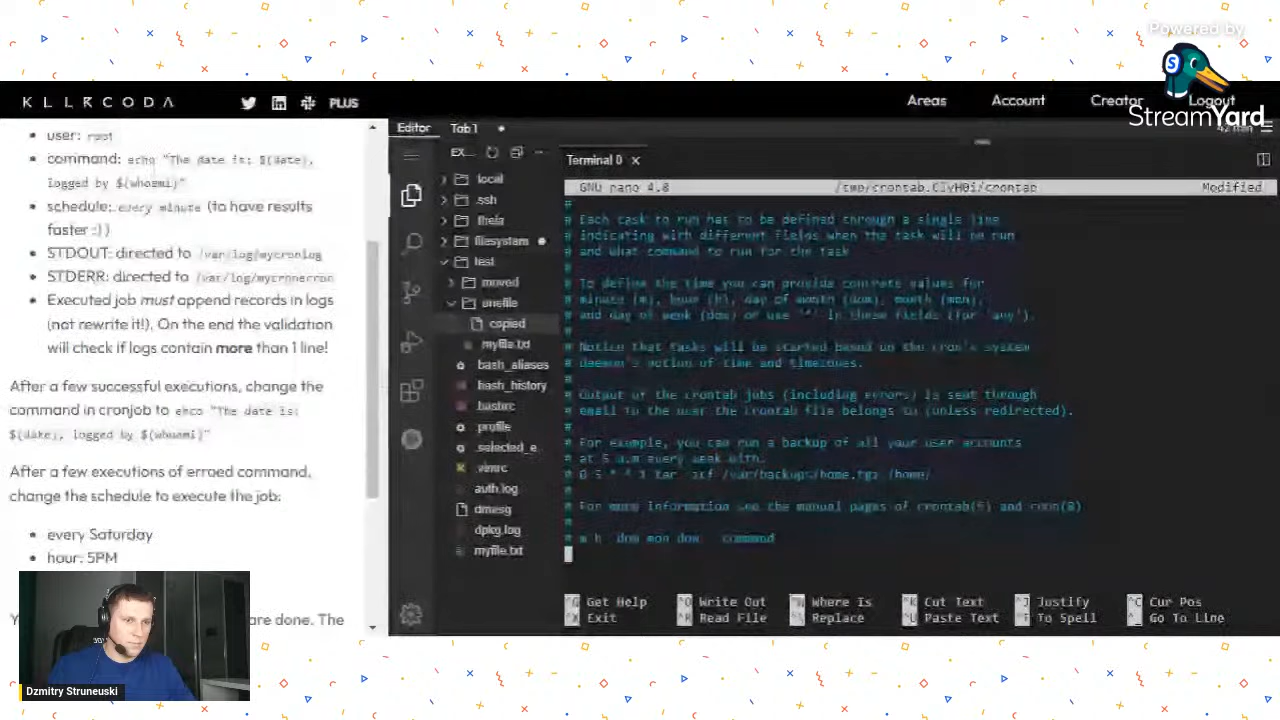 Powered by
StreamYard
KLLRCODA
PLUS
Areas
Account
Creator
Logout
42 min
user: root
command: echo "The date is: $(date),
logged by $(whoami)"
schedule: every minute (to have results
faster :))
STDOUT: directed to /var/log/mycronlog
STDERR: directed to /var/log/mycronerror
Executed job must append records in logs
(not rewrite it!), On the end the validation
will check if logs contain more than 1 line!
After a few successful executions, change the
command in cronjob to ehco "The date is:
$(date), logged by $(whoami)"
After a few executions of erroed command,
change the schedule to execute the job:
every Saturday
hour: 5PM
are done. The
Dzmitry Struneuski
Editor
Tab 1
EX...
local
.ssh
.theia
filesystem
test
moved
onefile
copied
myfile.txt
bash_aliases
bash_history
bashrc
profile
.selected_e
.vimrc
auth.log
dmesg
dpkg.log
myfile.txt
Terminal 0
GNU nano 4.8
Modified
#
# Each task to run has to be defined through a single line
# indicating with different fields when the task will be run
# and what command to run for the task
#
# To define the time you can provide concrete values for
# minute (m), hour (h), day of month (dom), month (mon),
# and day of week (dow) or use '*' in these fields (for 'any').
#
# Notice that tasks will be started based on the cron's system
# daemon's notion of time and timezones.
#
# Output of the crontab jobs (including errors) is sent through
# email to the user the crontab file belongs to (unless redirected).
#
# For example, you can run a backup of all your user accounts
# at 5 a.m every week with:
# 0 5 * * 1 tar -zcf /var/backups/home.tgz /home/
#
# For more information see the manual pages of crontab(5) and cron(8)
#
# m h  dom mon dow   command
^G Get Help
^O Write Out
^W Where Is
^K Cut Text
^J Justify
^C Cur Pos
^X Exit
^R Read File
^\ Replace
^U Paste Text
^T To Spell
^_ Go To Line